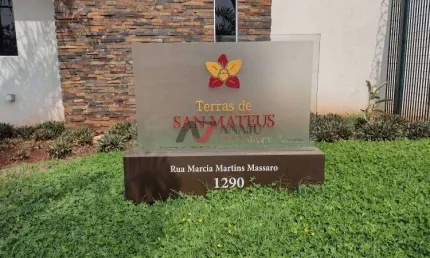 Terras de
SAN MATEUS
Rua Marcia Martins Massaro
1290